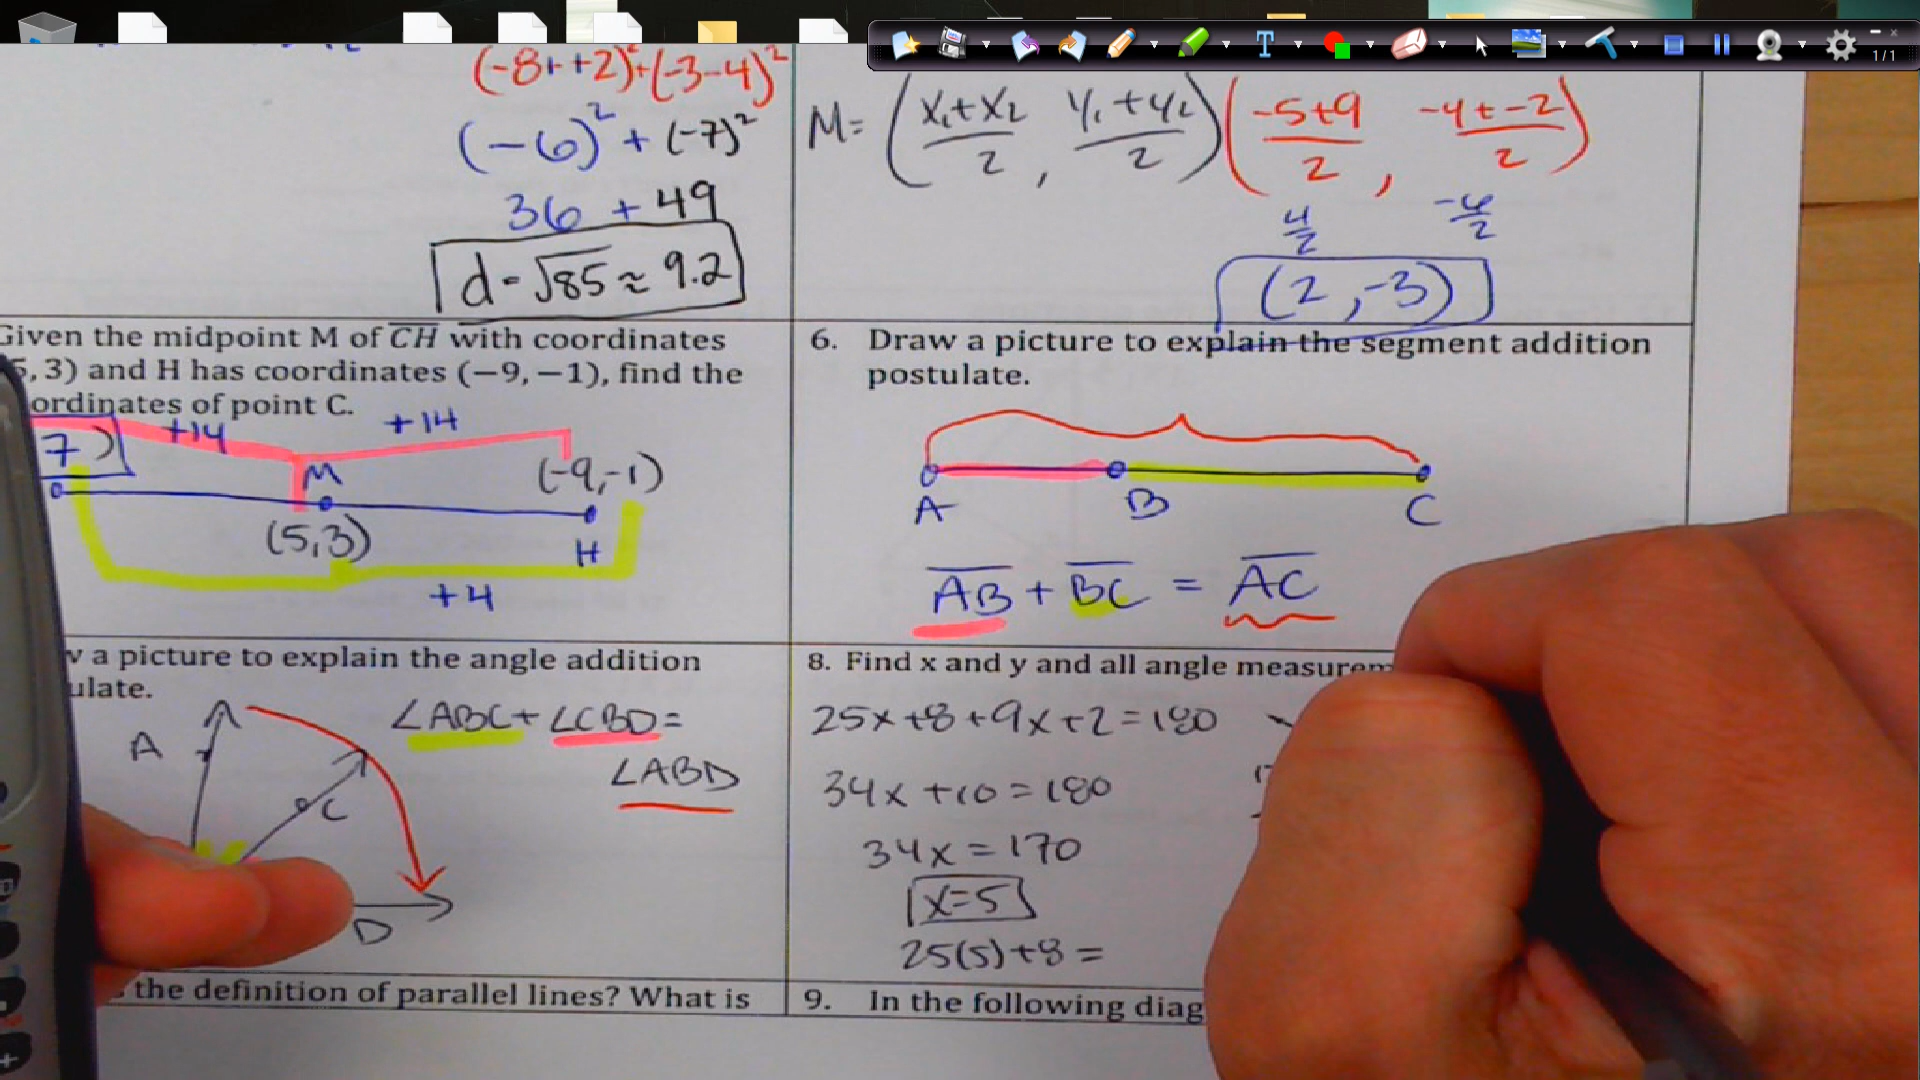 1/1
(-8++2)²+(-3-4)²
(-6)² + (-7)²
36 + 49
d = √85 ≈ 9.2
M= (x₁+x₂/2, y₁+y₂/2) (-5+9/2, -4+-2/2)
4/2 -6/2
(2,-3)
Given the midpoint M of CH with coordinates
5, 3) and H has coordinates (−9, −1), find the
ordinates of point C.
+14 +14
7)
M (-9,-1)
(5,3) H
+4
6. Draw a picture to explain the segment addition
postulate.
A B C
AB + BC = AC
w a picture to explain the angle addition
ulate.
∠ABC+ ∠CBD=
∠ABD
A
C
D
8. Find x and y and all angle measurem
25x+8+9x+2=180
34x+10=180
34x=170
x=5
25(5)+8=
the definition of parallel lines? What is
9. In the following diag